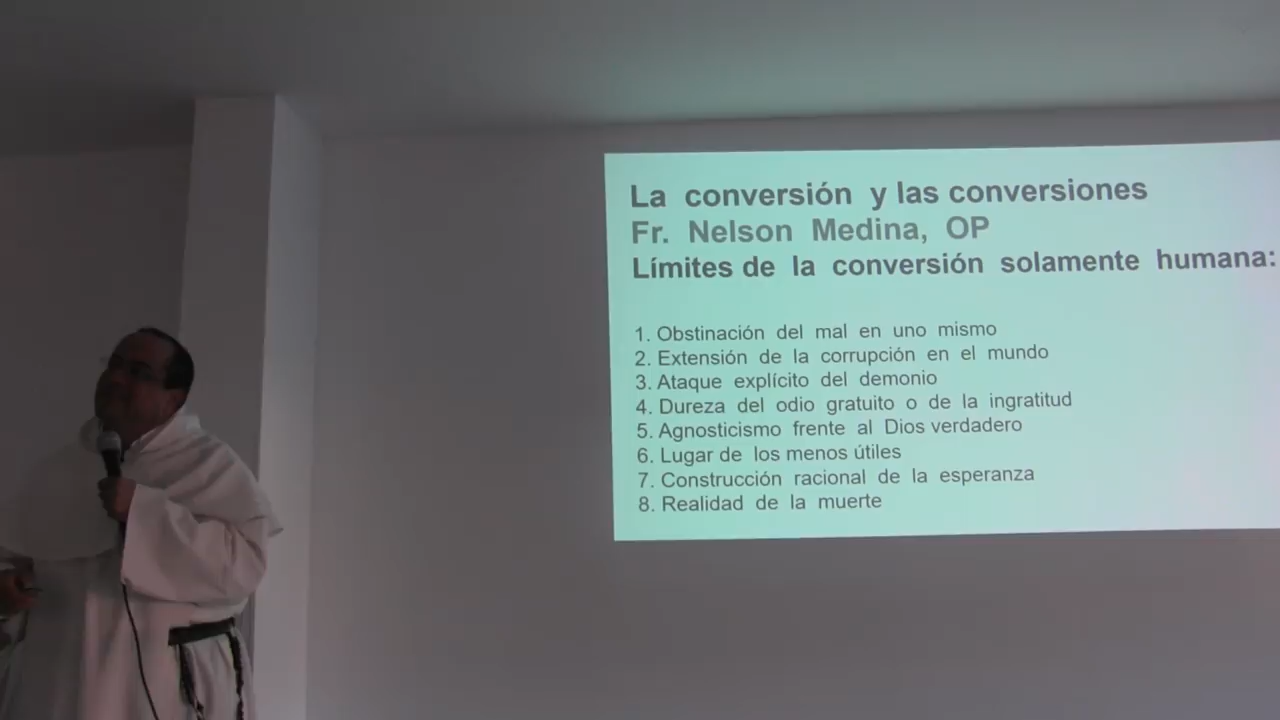 La conversión y las conversiones
Fr. Nelson Medina, OP
Límites de la conversión solamente humana:
1. Obstinación del mal en uno mismo
2. Extensión de la corrupción en el mundo
3. Ataque explícito del demonio
4. Dureza del odio gratuito o de la ingratitud
5. Agnosticismo frente al Dios verdadero
6. Lugar de los menos útiles
7. Construcción racional de la esperanza
8. Realidad de la muerte